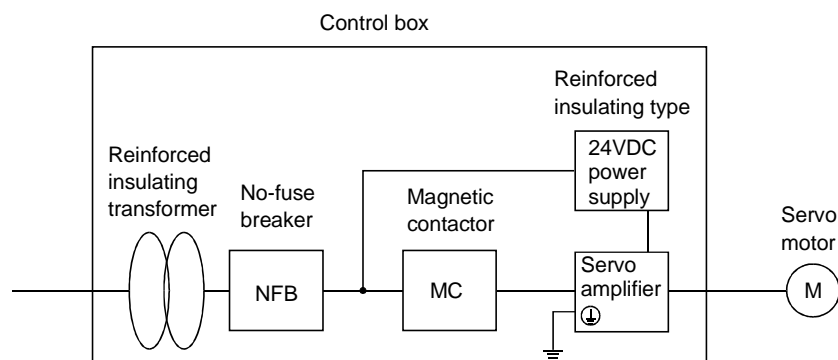 Control box
Reinforced
insulating type
24VDC
power
supply
Reinforced
insulating
transformer
No-fuse
breaker
Magnetic
contactor
Servo
motor
NFB
MC
Servo
amplifier
M